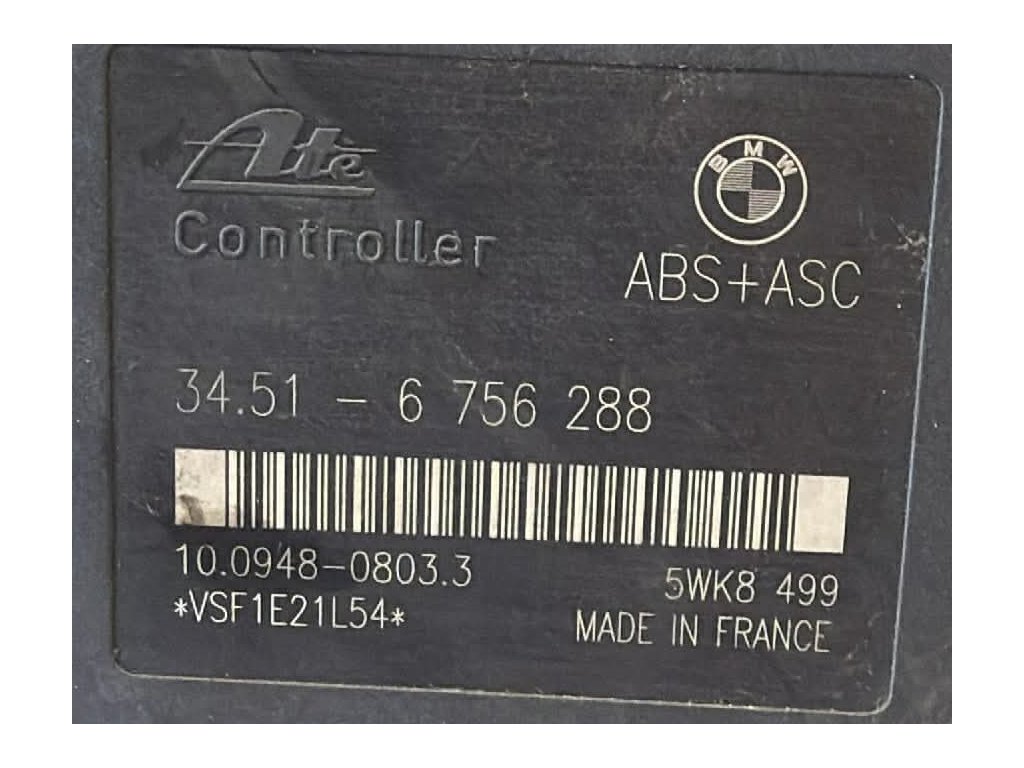 Ate
BMW
Controller
ABS+ASC
34.51 - 6 756 288
10.0948-0803.3
5WK8 499
*VSF1E21L54*
MADE IN FRANCE